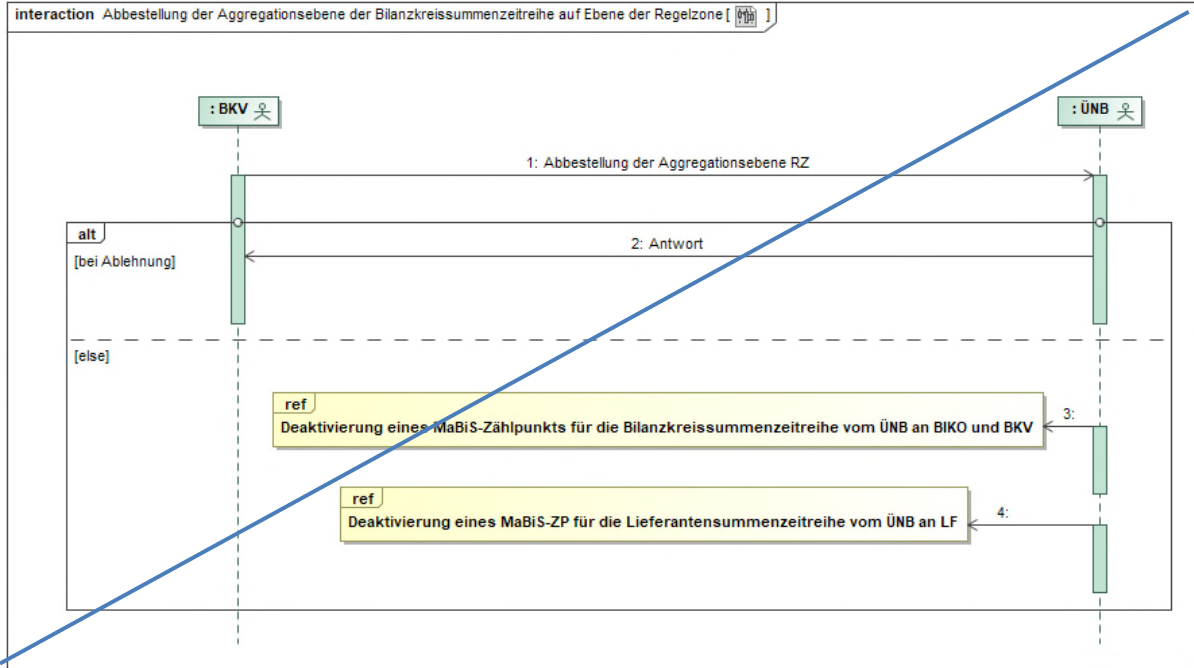 interaction Abbestellung der Aggregationsebene der Bilanzkreissummenzeitreihe auf Ebene der Regelzone [ ]
: BKV
: ÜNB
1: Abbestellung der Aggregationsebene RZ
alt
2: Antwort
[bei Ablehnung]
[else]
ref
3:
Deaktivierung eines MaBiS-Zählpunkts für die Bilanzkreissummenzeitreihe vom ÜNB an BIKO und BKV
ref
4:
Deaktivierung eines MaBiS-ZP für die Lieferantensummenzeitreihe vom ÜNB an LF